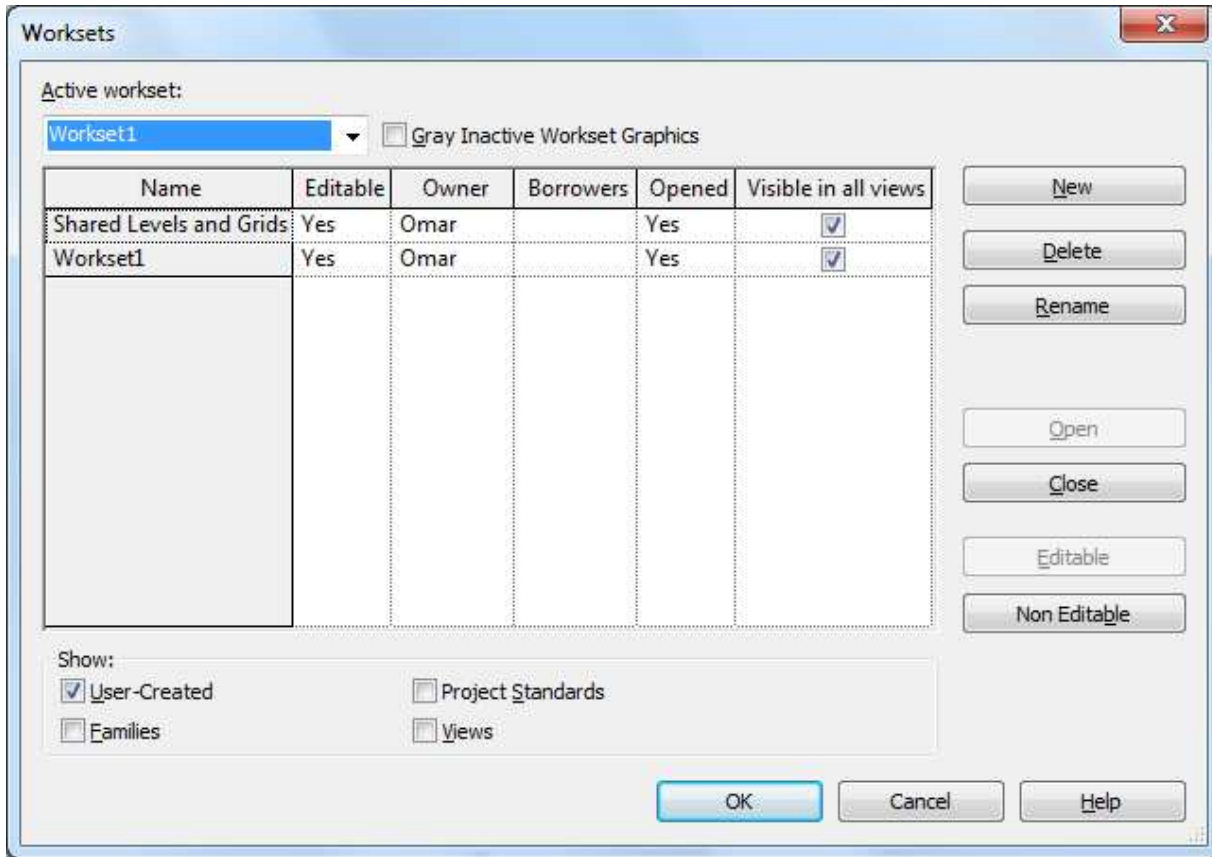 Worksets
Active workset:
Workset1
Gray Inactive Workset Graphics
Name Editable Owner Borrowers Opened Visible in all views
Shared Levels and Grids Yes Omar Yes
Workset1 Yes Omar Yes
New
Delete
Rename
Open
Close
Editable
Non Editable
Show:
User-Created Project Standards
Families Views
OK Cancel Help